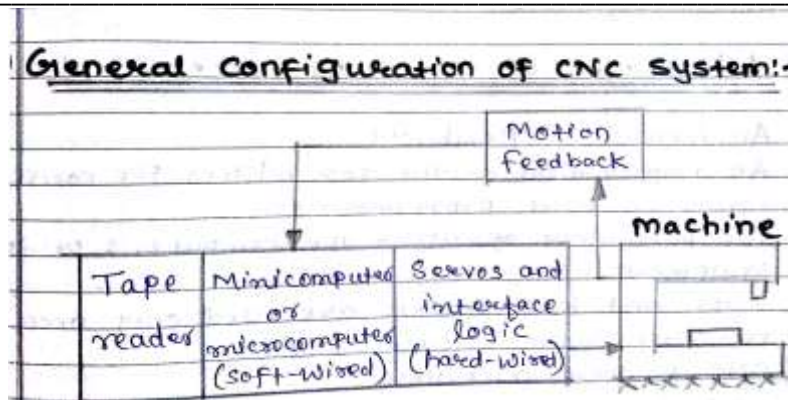 General Configuration of CNC System:-
Motion
feedback
machine
Tape
reader
Minicomputer
or
microcomputer
(soft-wired)
Servos and
interface
logic
(hard-wired)